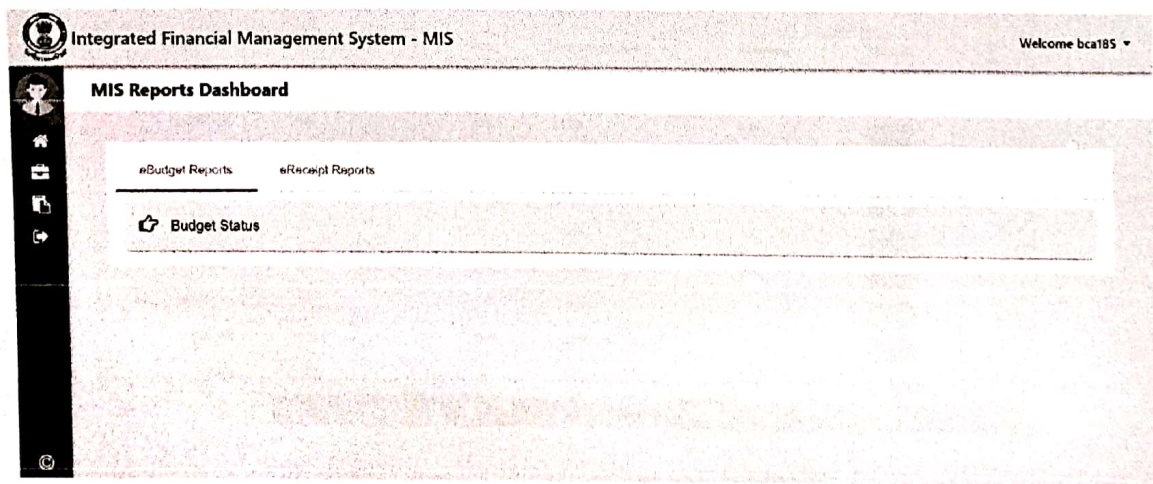 Integrated Financial Management System - MIS
Welcome bca185
MIS Reports Dashboard
eBudget Reports
eReceipt Reports
Budget Status
©